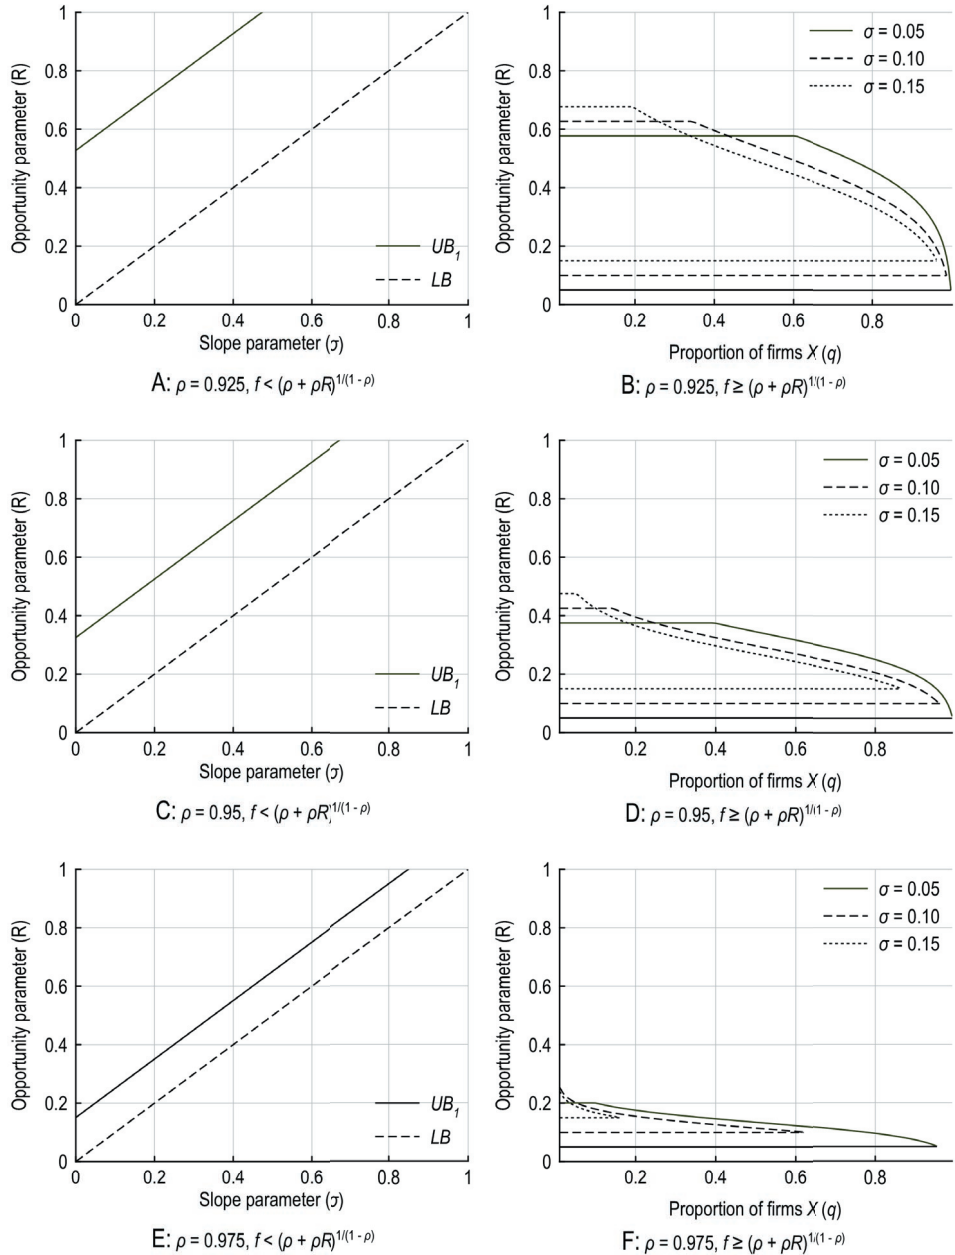 1
0.8
0.6
0.4
0.2
0
Opportunity parameter (R)
0 0.2 0.4 0.6 0.8 1
Slope parameter (σ)
UB1
LB
A: ρ = 0.925, f < (ρ + ρR)1/(1 - ρ)
1
0.8
0.6
0.4
0.2
0
Opportunity parameter (R)
σ = 0.05
σ = 0.10
σ = 0.15
0.2 0.4 0.6 0.8
Proportion of firms X (q)
B: ρ = 0.925, f ≥ (ρ + ρR)1/(1 - ρ)
1
0.8
0.6
0.4
0.2
0
Opportunity parameter (R)
0 0.2 0.4 0.6 0.8 1
Slope parameter (σ)
UB1
LB
C: ρ = 0.95, f < (ρ + ρR)1/(1 - ρ)
1
0.8
0.6
0.4
0.2
0
Opportunity parameter (R)
σ = 0.05
σ = 0.10
σ = 0.15
0.2 0.4 0.6 0.8
Proportion of firms X (q)
D: ρ = 0.95, f ≥ (ρ + ρR)1/(1 - ρ)
1
0.8
0.6
0.4
0.2
0
Opportunity parameter (R)
0 0.2 0.4 0.6 0.8 1
Slope parameter (σ)
UB1
LB
E: ρ = 0.975, f < (ρ + ρR)1/(1 - ρ)
1
0.8
0.6
0.4
0.2
0
Opportunity parameter (R)
σ = 0.05
σ = 0.10
σ = 0.15
0.2 0.4 0.6 0.8
Proportion of firms X (q)
F: ρ = 0.975, f ≥ (ρ + ρR)1/(1 - ρ)